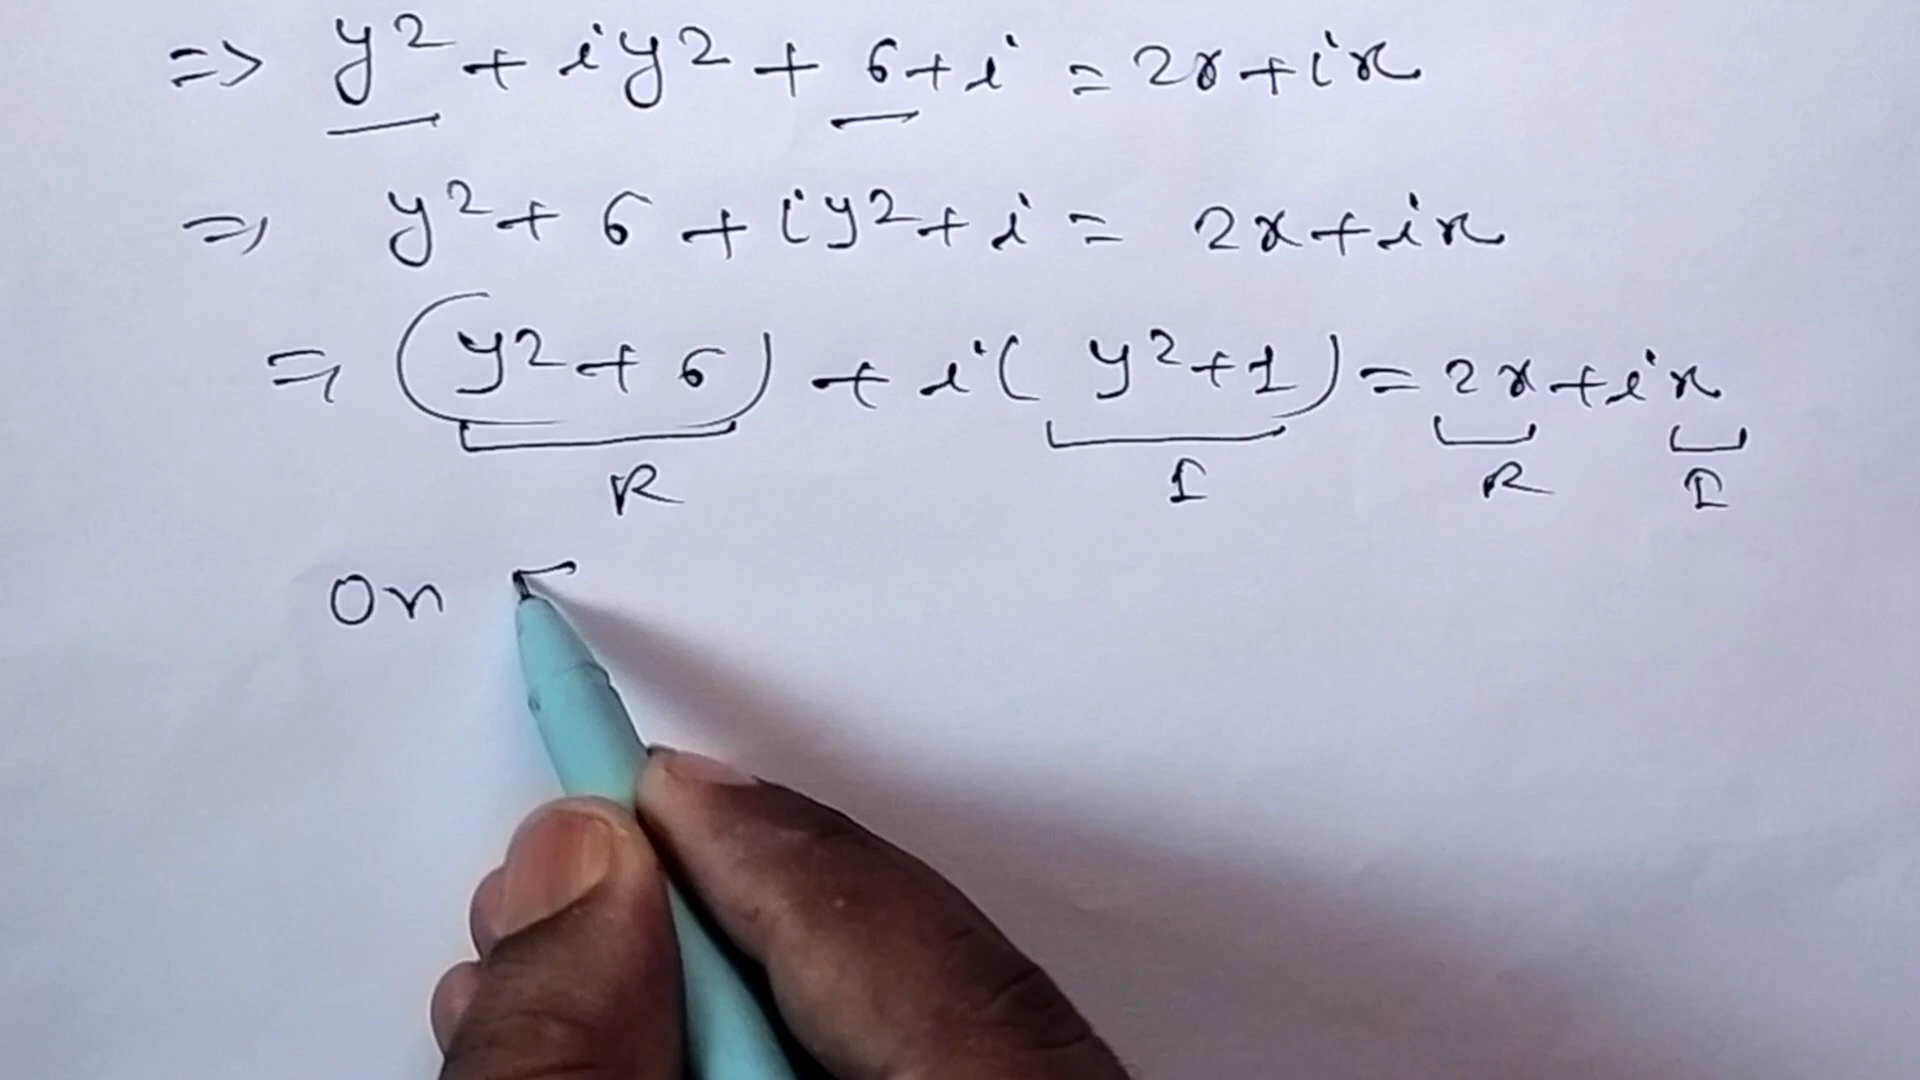 => y² + iy² + 6 + i = 2x + ix
=> y² + 6 + iy² + i = 2x + ix
=> (y² + 6) + i(y² + 1) = 2x + ix
R I R I
On